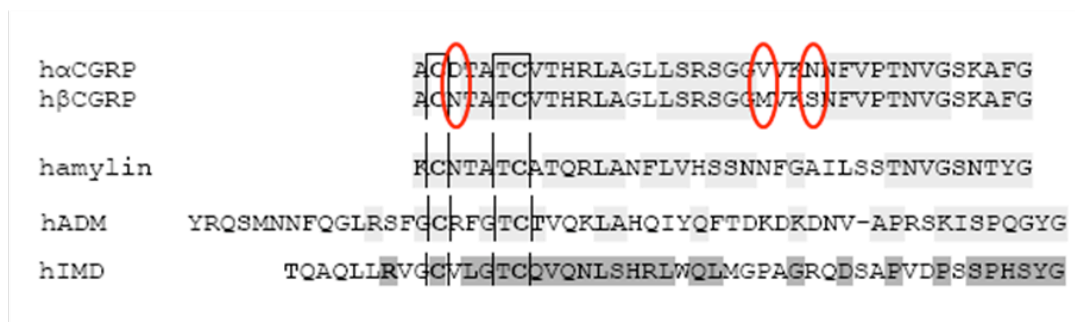 hαCGRP ACDTATCVTHRLAGLLSRSGGVVKNNFVPTNVGSKAFG
hβCGRP ACNTATCVTHRLAGLLSRSGGMVKSNFVPTNVGSKAFG
hamylin KCNTATCATQRLANFLVHSSNNFGAILSSTNVGSNTYG
hADM YRQSMNNFQGLRSFGCRFGTCTVQKLAHQIYQFTDKDKDNV-APRSKISPQGYG
hIMD TQAQLLRVGCVLGTCQVQNLSHRLWQLMGPAGRQDSAPVDPSSPHSYG